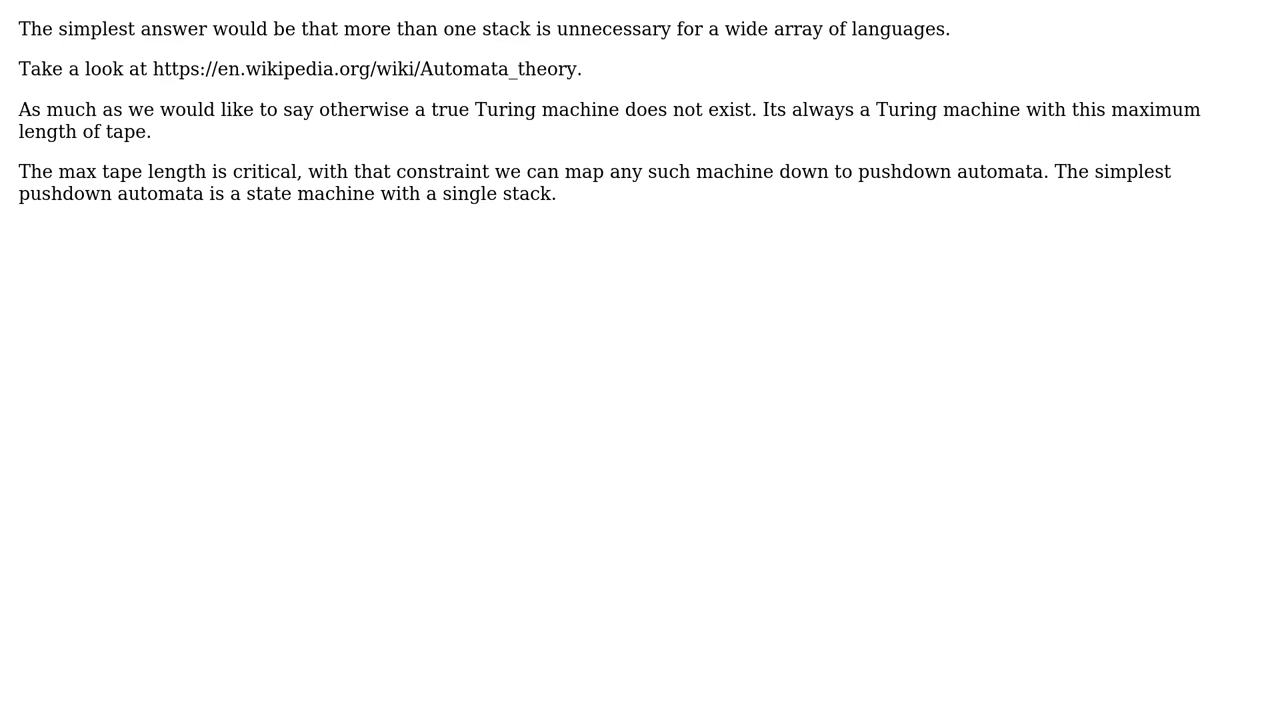 The simplest answer would be that more than one stack is unnecessary for a wide array of languages.
Take a look at https://en.wikipedia.org/wiki/Automata_theory.
As much as we would like to say otherwise a true Turing machine does not exist. Its always a Turing machine with this maximum
length of tape.
The max tape length is critical, with that constraint we can map any such machine down to pushdown automata. The simplest
pushdown automata is a state machine with a single stack.